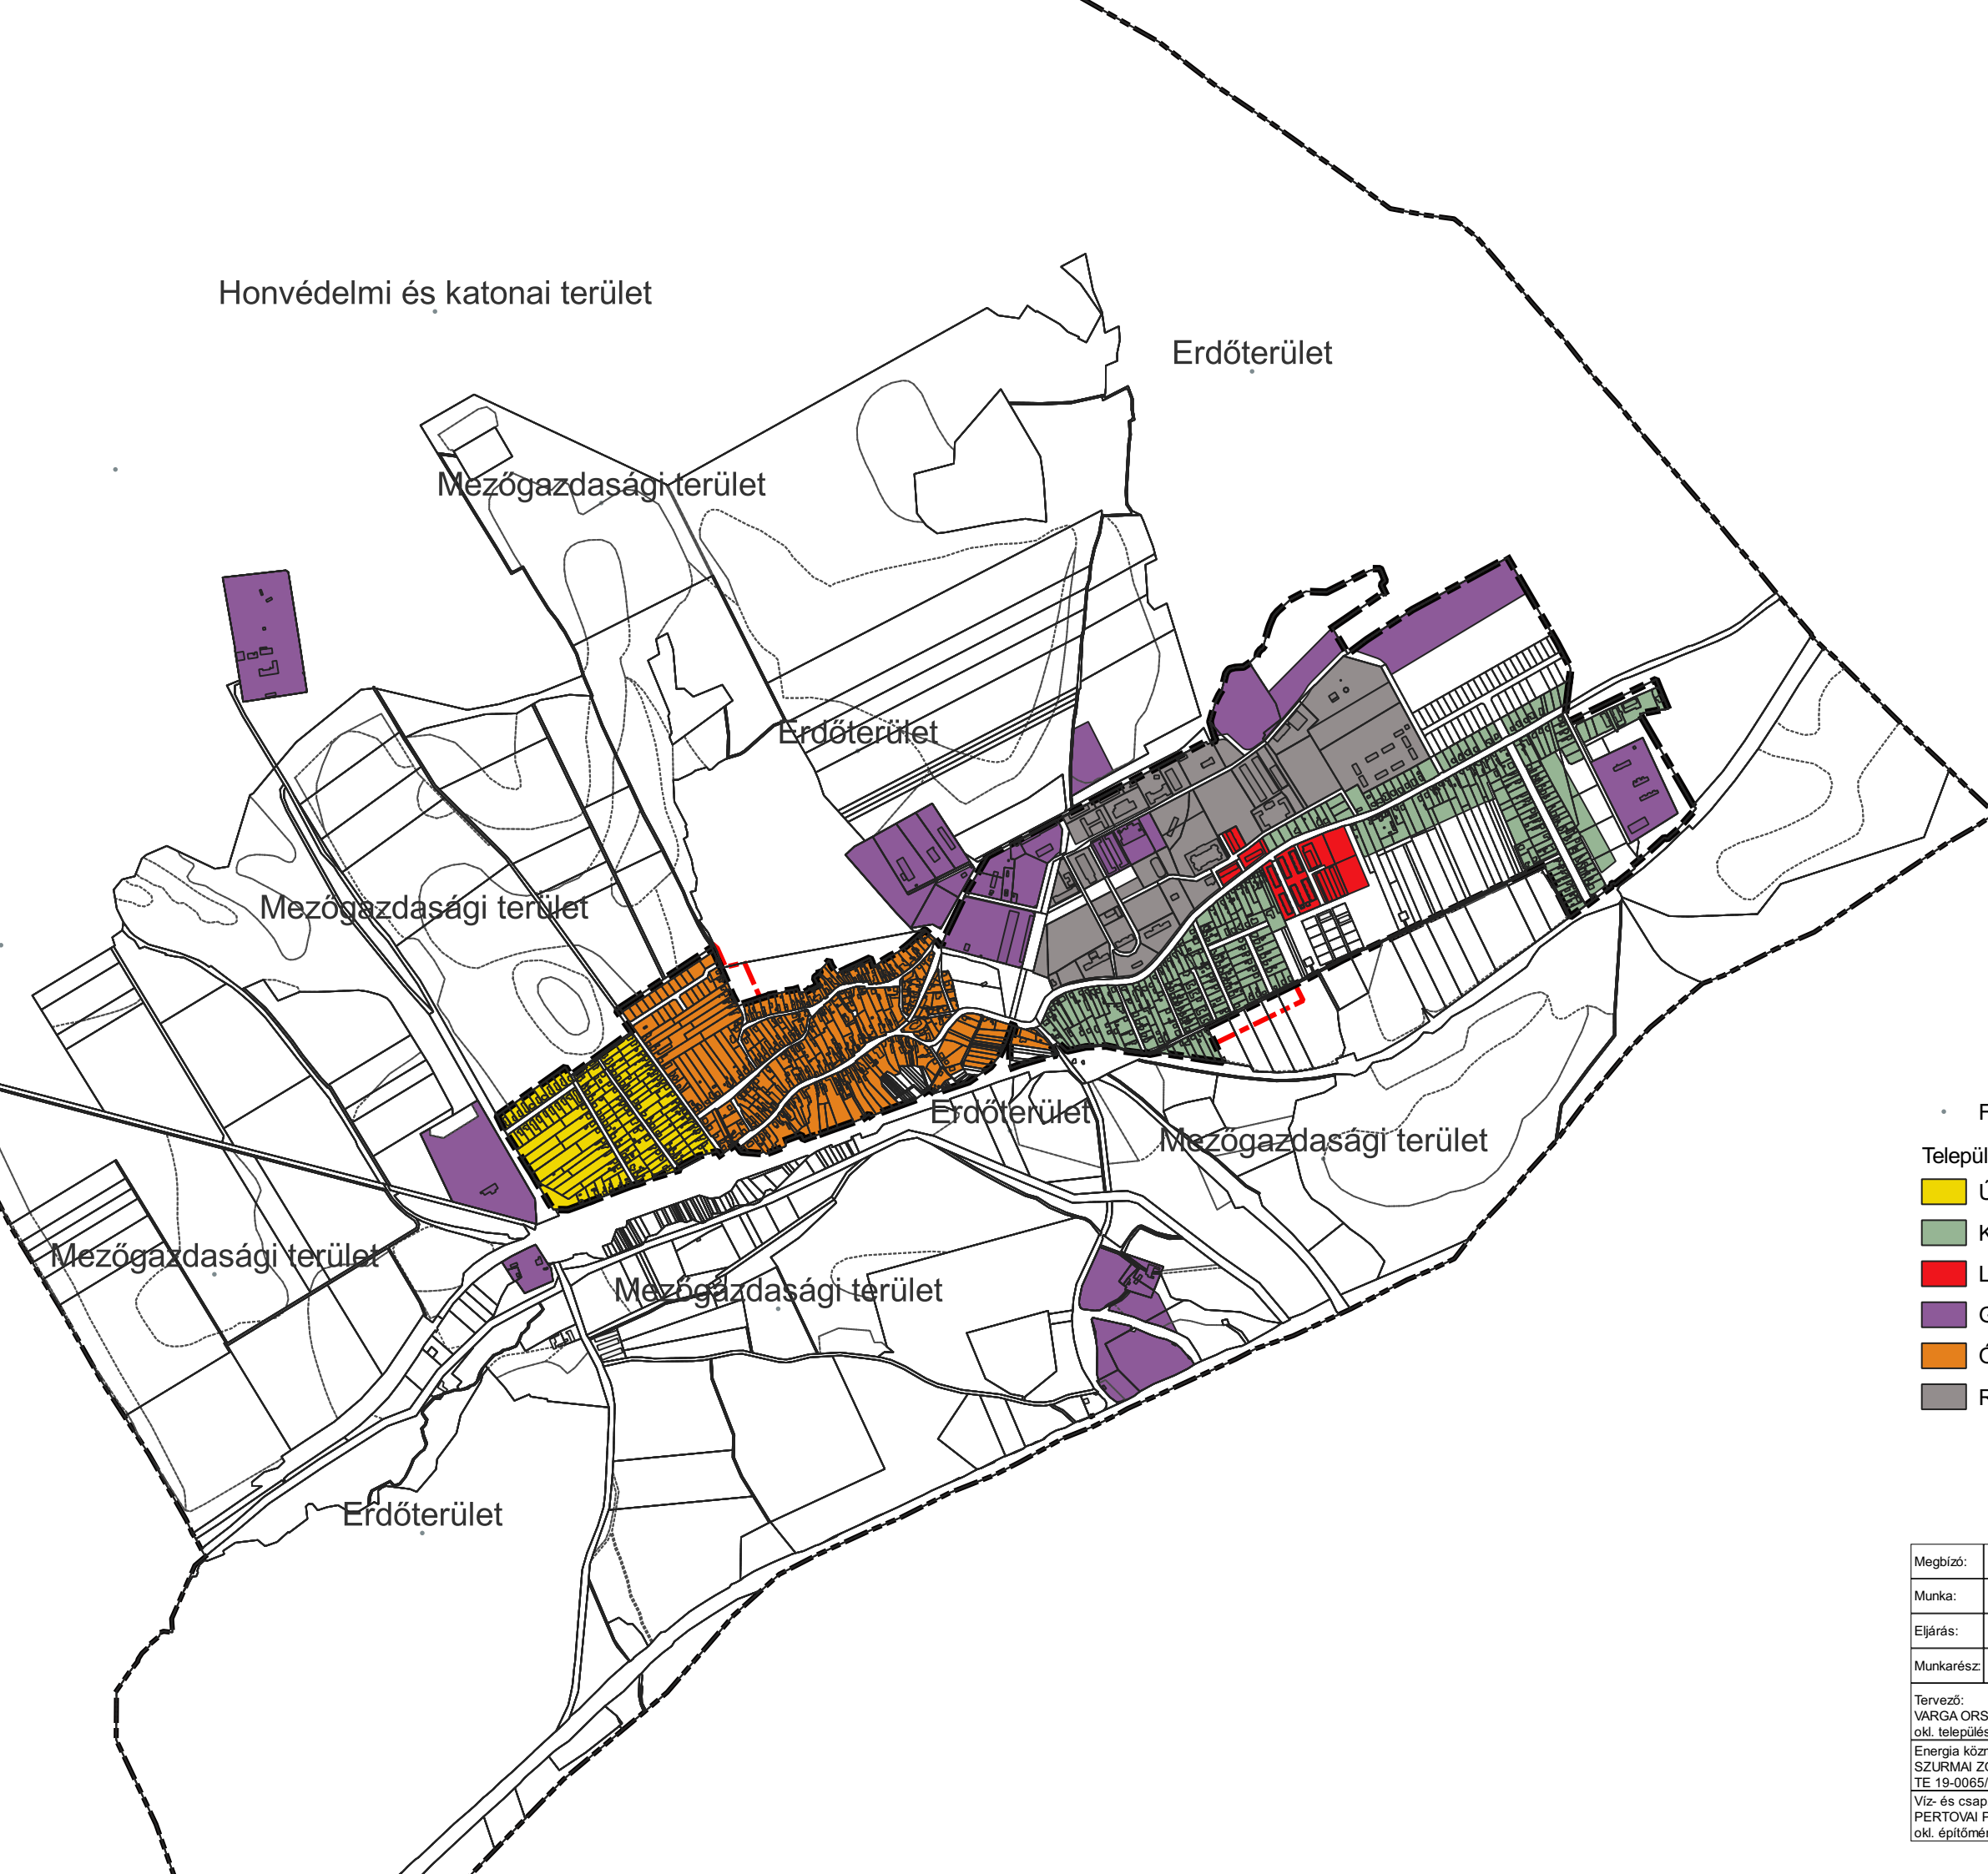 Honvédelmi és katonai terület
Erdőterület
Mezőgazdasági terület
Erdőterület
Mezőgazdasági terület
Erdőterület
Mezőgazdasági terület
Mezőgazdasági terület
Mezőgazdasági terület
Erdőterület
F
Települ
Ú
K
L
G
Ó
R
Megbízó:
Munka:
Eljárás:
Munkarész:
Tervező:
VARGA ORS
okl. település
Energia közm
SZURMAI ZO
TE 19-0065/
Víz- és csap
PERTOVAI P
okl. építőmér